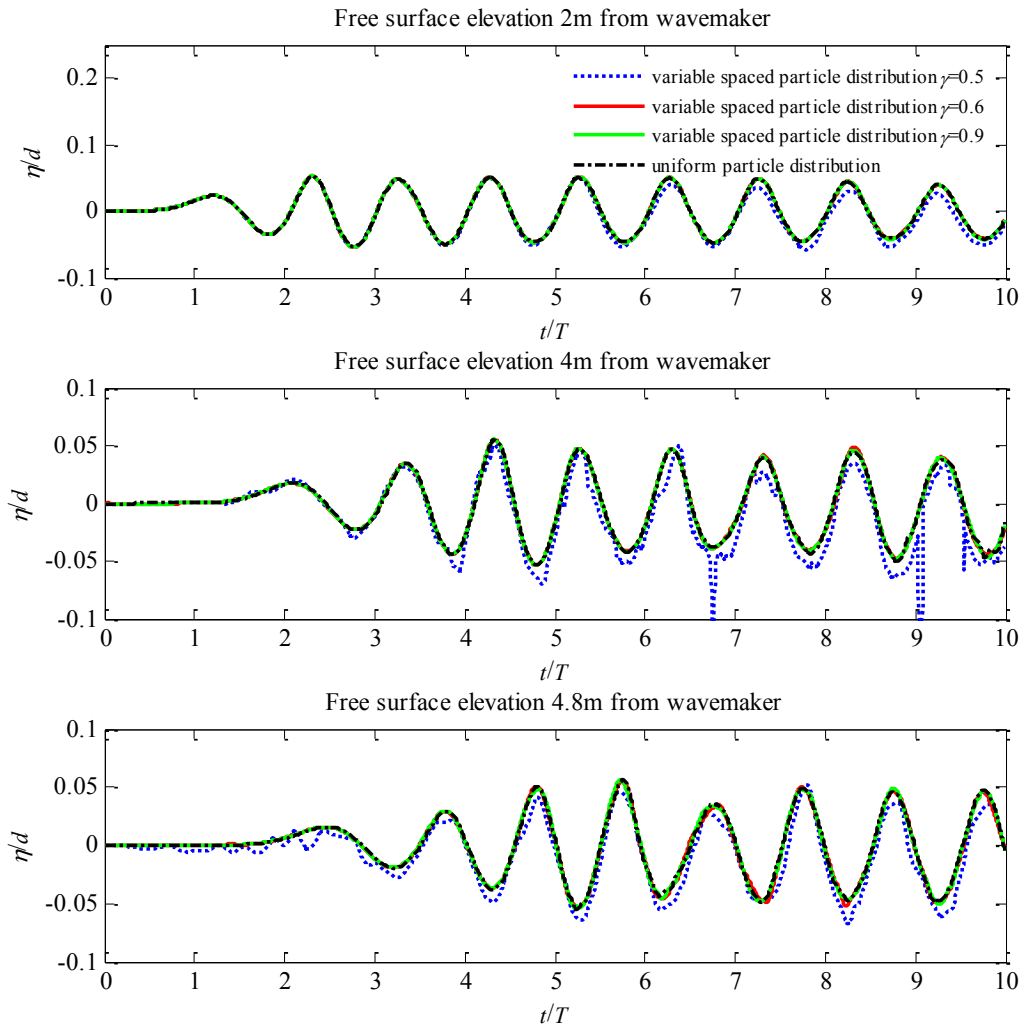 Free surface elevation 2m from wavemaker
0.2
0.1
0
-0.1
η/d
variable spaced particle distribution γ=0.5
variable spaced particle distribution γ=0.6
variable spaced particle distribution γ=0.9
uniform particle distribution
0 1 2 3 4 5 6 7 8 9 10
t/T
Free surface elevation 4m from wavemaker
0.1
0.05
0
-0.05
-0.1
η/d
0 1 2 3 4 5 6 7 8 9 10
t/T
Free surface elevation 4.8m from wavemaker
0.1
0.05
0
-0.05
-0.1
η/d
0 1 2 3 4 5 6 7 8 9 10
t/T